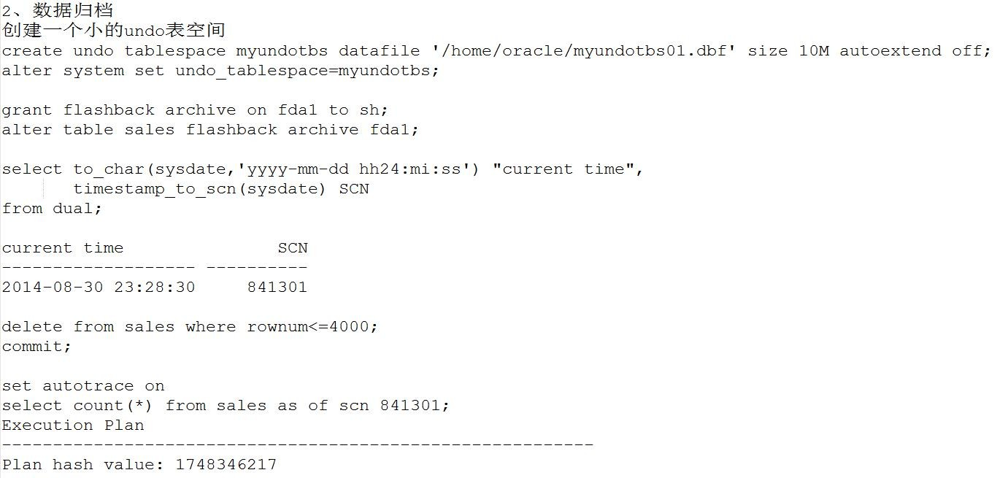 2、数据归档
创建一个小的undo表空间
create undo tablespace myundotbs datafile '/home/oracle/myundotbs01.dbf' size 10M autoextend off;
alter system set undo_tablespace=myundotbs;
grant flashback archive on fda1 to sh;
alter table sales flashback archive fda1;
select to_char(sysdate,'yyyy-mm-dd hh24:mi:ss') "current time",
timestamp_to_scn(sysdate) SCN
from dual;
current time SCN
------------------- ----------
2014-08-30 23:28:30 841301
delete from sales where rownum<=4000;
commit;
set autotrace on
select count(*) from sales as of scn 841301;
Execution Plan
----------------------------------------------------------
Plan hash value: 1748346217